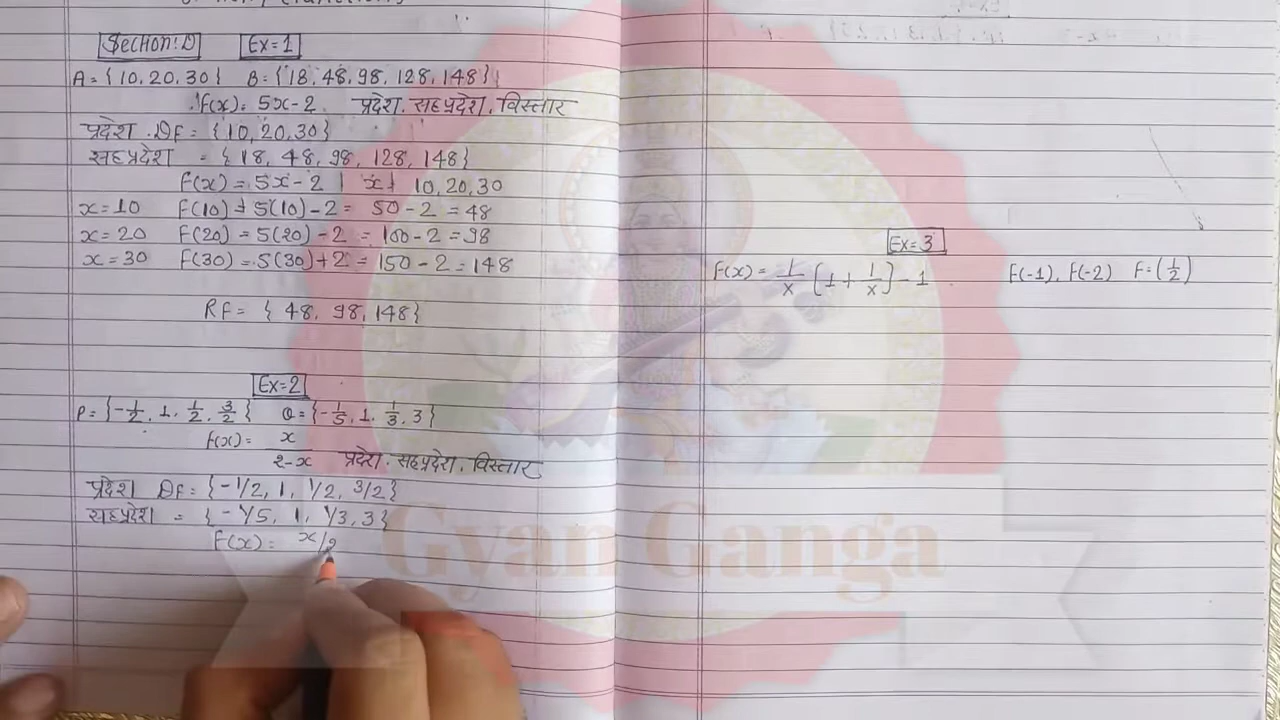 Section:D Ex=1
A={10,20,30} B={18,48,98,128,148}
F(x)=5x-2 प्रदेश. सहप्रदेश. विस्तार
प्रदेश .DF={10,20,30}
सहप्रदेश ={18, 48, 98, 128, 148}
F(x)=5x-2 | x+ 10,20,30
x=10 F(10)=5(10)-2= 50-2=48
x=20 F(20)=5(20)-2=100-2=98
x=30 F(30)=5(30)+2=150-2=148
RF= {48, 98,148}
Ex=2
P={-1/2, 1, 1/2, 3/2} Q={-1/5, 1, 1/3, 3}
F(x)= x
2-x प्रदेश. सहप्रदेश. विस्तार
प्रदेश DF={-1/2, 1, 1/2, 3/2}
सहप्रदेश ={-1/5, 1, 1/3, 3}
F(x)= x/2
Ex=3
F(x)=1/x [1+1/x]-1 F(-1), F(-2) F=(1/2)
Gyan Ganga